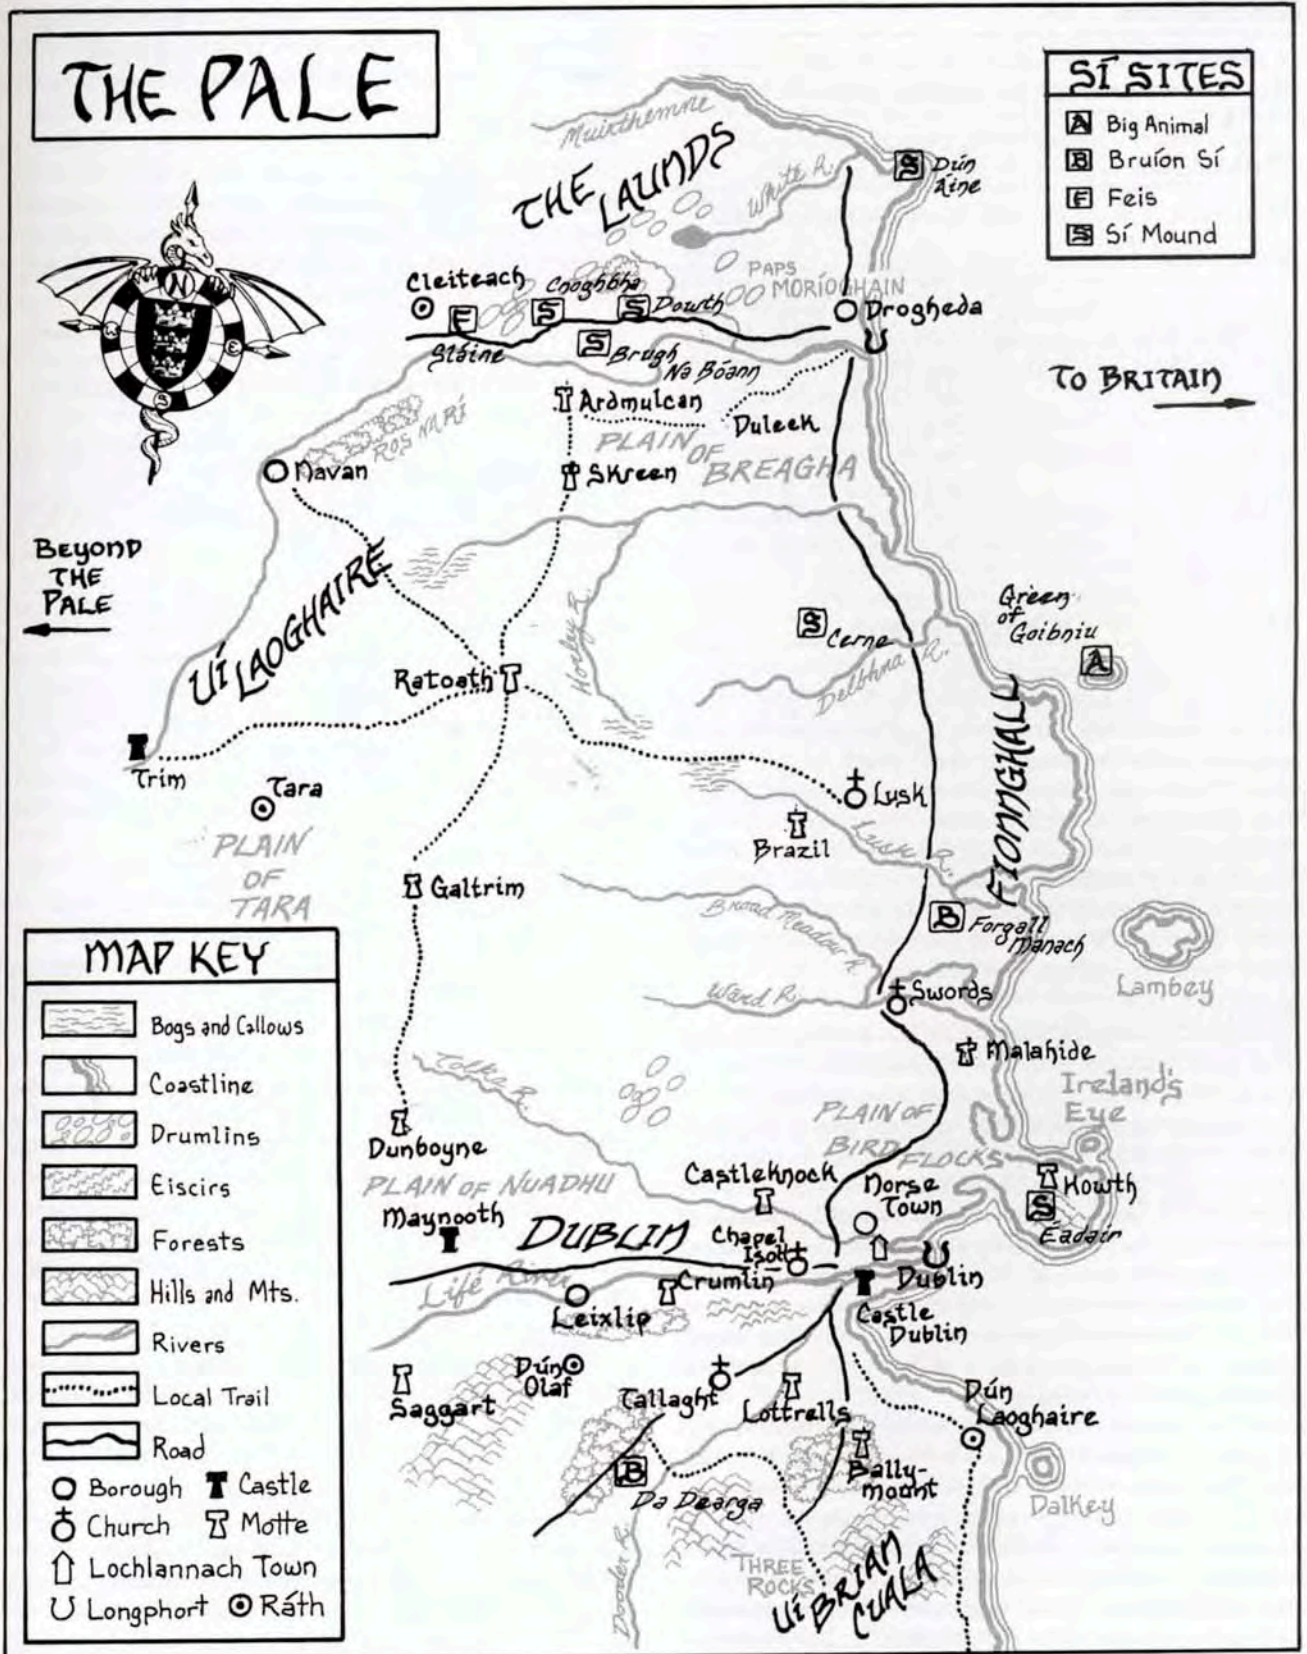 THE PALE
SÍ SITES
A Big Animal
B Bruíon Sí
F Feis
S Sí Mound
N
E
S
Muirthemne
THE
LAUNDS
White R.
S Dún
Áine
PAPS
MORÍOGHAIN
Cleiteach
Cnoghbha
F
S
S Dowth
Drogheda
Sláine
S Brugh
Na Bóann
TO BRITAIN
Ardmulcan
Duleek
ROS NA RÍ
PLAIN
OF
BREAGHA
Navan
Skreen
BEYOND
THE
PALE
UÍ LAOGHAIRE
Horley R.
S
Cerne
Delbhna R.
Green
of
Goibniu
A
Ratoath
FIONNGHALL
Trim
Tara
PLAIN
OF
TARA
Lusk
Brazil
Lusk R.
Galtrim
Broad Meadow R.
B Forgall
Manach
Lambey
Ward R.
Swords
Malahide
Ireland's
Eye
Tolka R.
PLAIN OF
BIRD FLOCKS
Dunboyne
PLAIN OF NUADHU
Castleknock
Norse
Town
Howth
S
Éadair
Maynooth
DUBLIN
Chapel
Isolt
Dublin
Lifé River
Crumlin
Leixlip
Castle
Dublin
Saggart
Dún
Olaf
Tallaght
Lottrells
Dún
Laoghaire
B
Da Dearga
Bally-
mount
Dalkey
Dooder R.
THREE
ROCKS
UÍ BRIAN
CUALA
MAP KEY
Bogs and Callows
Coastline
Drumlins
Eiscirs
Forests
Hills and Mts.
Rivers
Local Trail
Road
Borough Castle
Church Motte
Lochlannach Town
Longphort Ráth